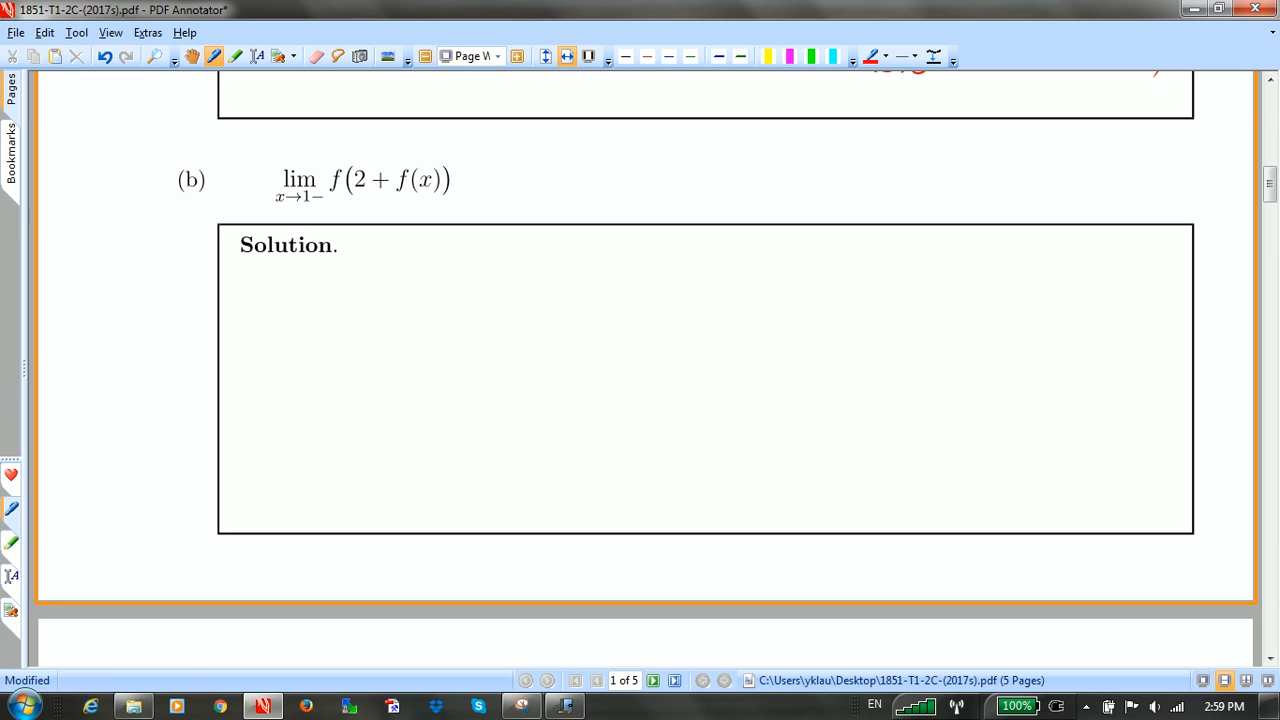 1851-T1-2C-(2017s).pdf - PDF Annotator*
File Edit Tool View Extras Help
Page W
Pages
Bookmarks
(b) lim x→1− f(2 + f(x))
Solution.
Modified
1 of 5
C:\Users\yklau\Desktop\1851-T1-2C-(2017s).pdf (5 Pages)
EN
100%
2:59 PM